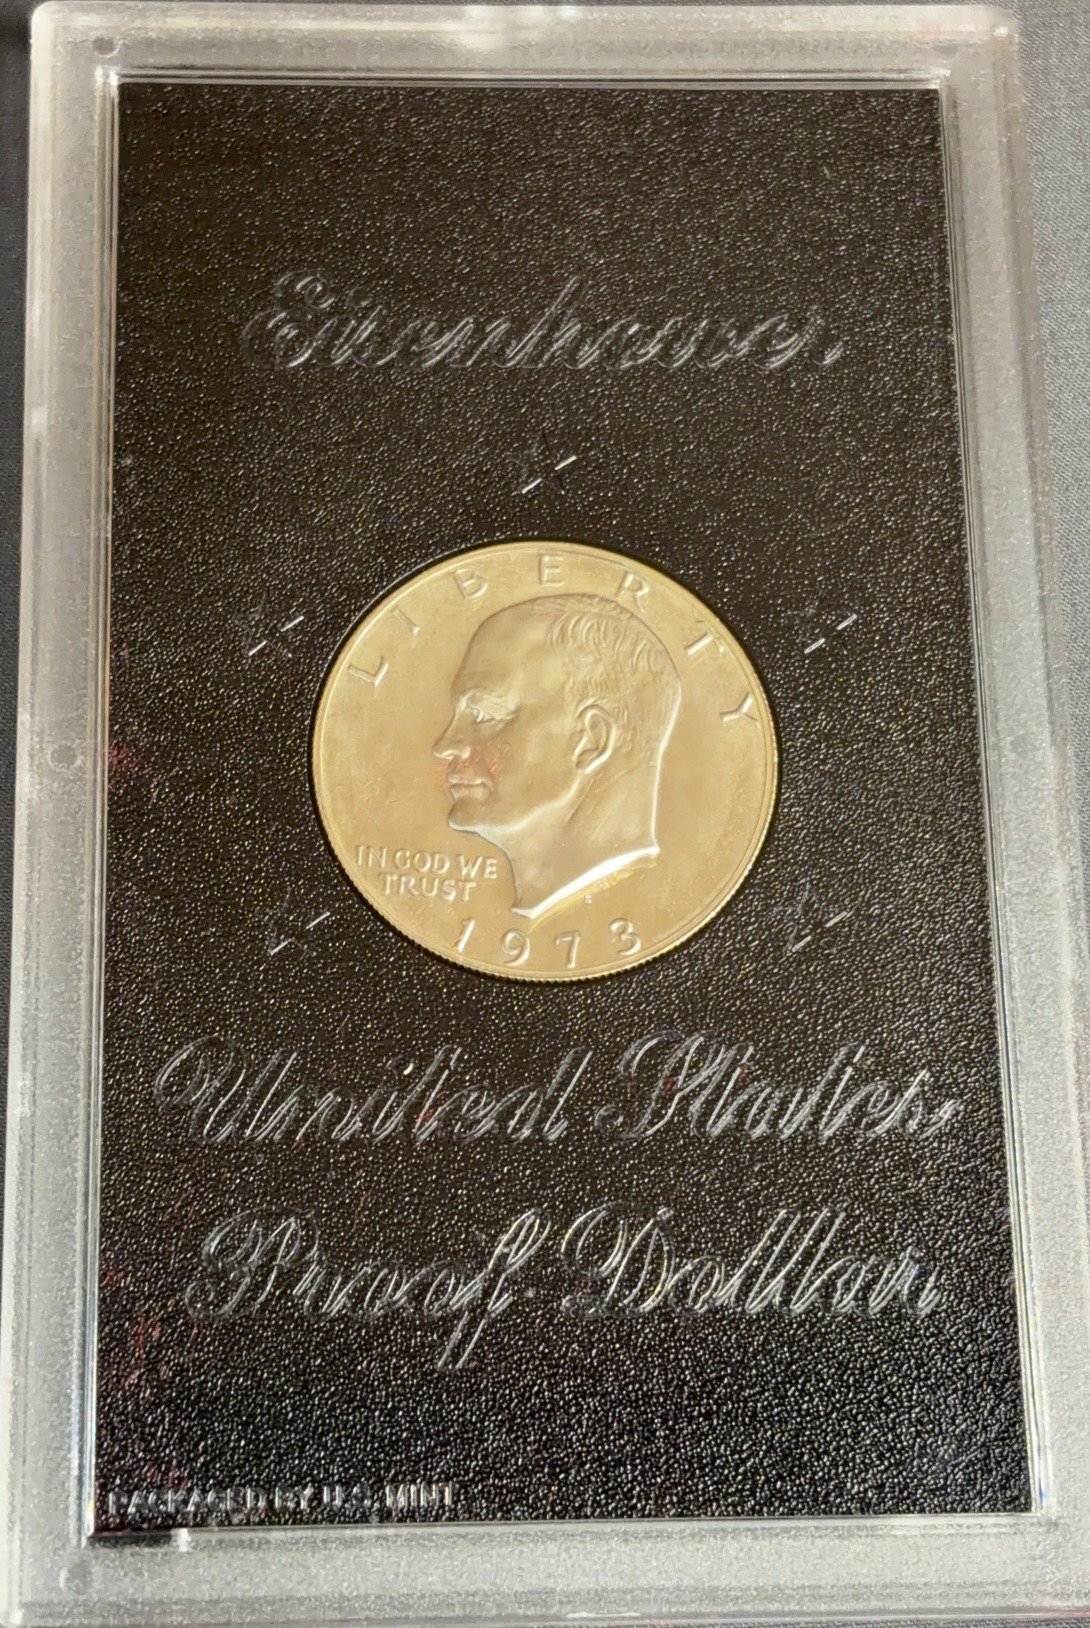 Eisenhower
LIBERTY
IN GOD WE
TRUST
1973
United States
Proof Dollar
PACKAGED BY U.S. MINT